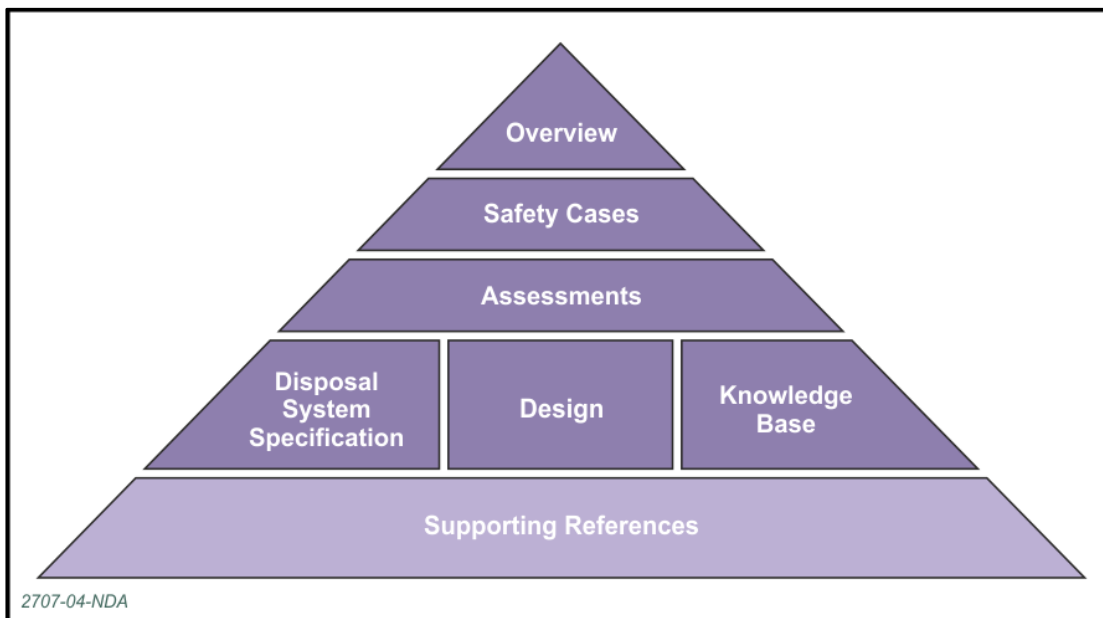 Overview
Safety Cases
Assessments
Disposal
System
Specification
Design
Knowledge
Base
Supporting References
2707-04-NDA